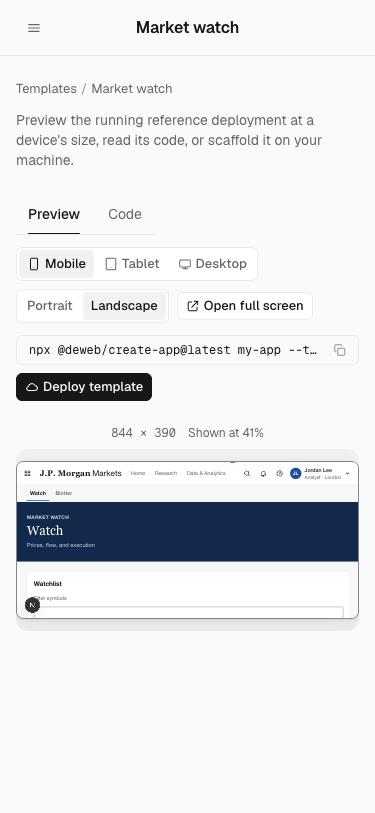 Market watch
Templates / Market watch
Preview the running reference deployment at a
device's size, read its code, or scaffold it on your
machine.
Preview Code
Mobile Tablet Desktop
Portrait Landscape Open full screen
npx @deweb/create-app@latest my-app --t…
Deploy template
844 × 390 Shown at 41%
J.P. Morgan Markets Home Research Data & Analytics JL Jordan Lee
Analyst · London
Watch Blotter
MARKET WATCH
Watch
Prices, flow, and execution
Watchlist
symbols
N